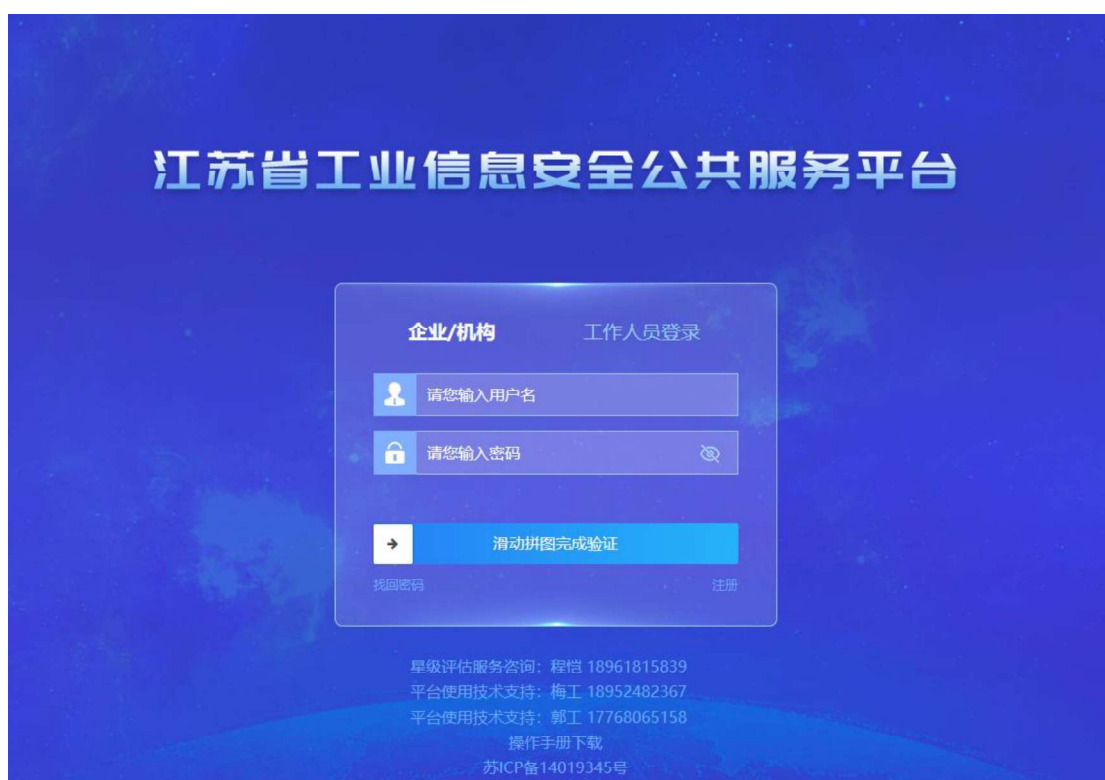 江苏省工业信息安全公共服务平台
企业/机构 工作人员登录
请您输入用户名
请您输入密码
滑动拼图完成验证
找回密码 注册
星级评估服务咨询：程恺 18961815839
平台使用技术支持：梅工 18952482367
平台使用技术支持：郭工 17768065158
操作手册下载
苏ICP备14019345号